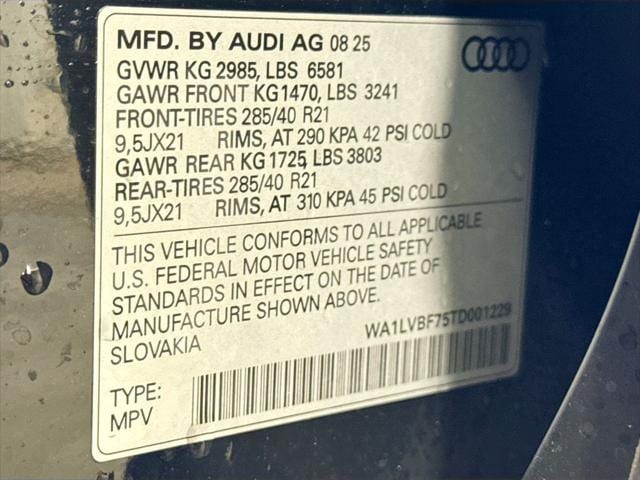 MFD. BY AUDI AG 08 25
GVWR KG 2985, LBS 6581
GAWR FRONT KG1470, LBS 3241
FRONT-TIRES 285/40 R21
9,5JX21 RIMS, AT 290 KPA 42 PSI COLD
GAWR REAR KG 1725, LBS 3803
REAR-TIRES 285/40 R21
9,5JX21 RIMS, AT 310 KPA 45 PSI COLD
THIS VEHICLE CONFORMS TO ALL APPLICABLE
U.S. FEDERAL MOTOR VEHICLE SAFETY
STANDARDS IN EFFECT ON THE DATE OF
MANUFACTURE SHOWN ABOVE.
SLOVAKIA
WA1LVBF75TD001229
TYPE:
MPV